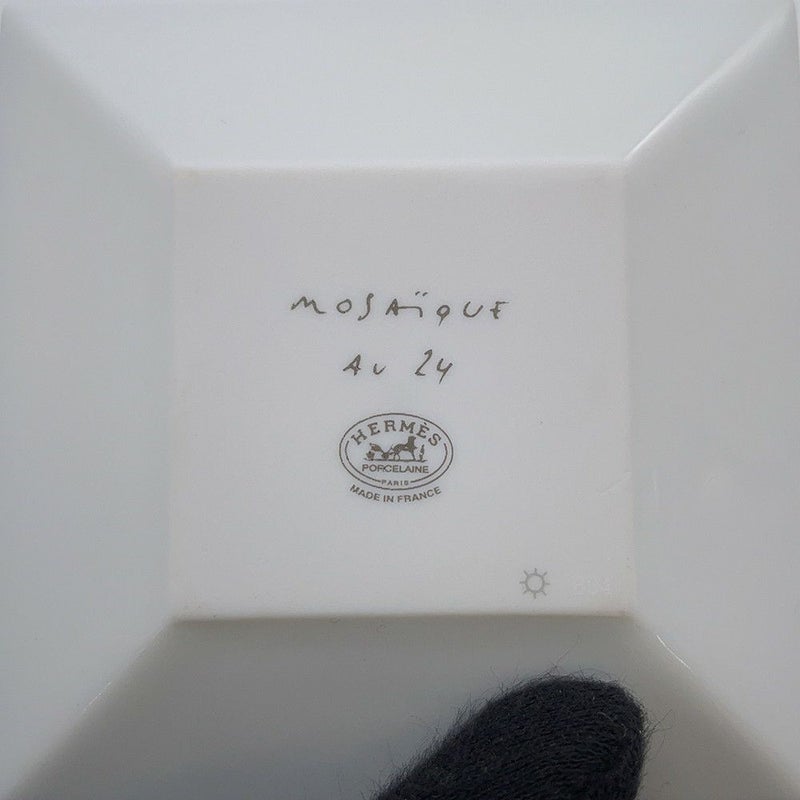 MOSAÏQUE
AU 24
HERMÈS
PORCELAINE
PARIS
MADE IN FRANCE